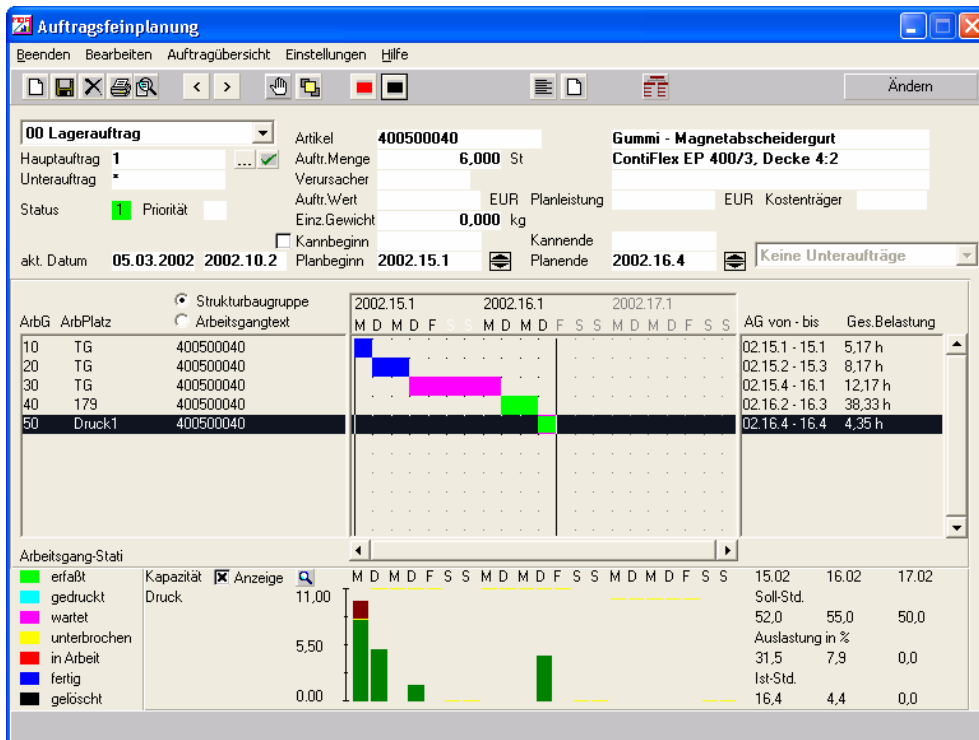 Auftragsfeinplanung
Beenden Bearbeiten Auftragübersicht Einstellungen Hilfe
< > Ändern
00 Lagerauftrag Artikel 400500040 Gummi - Magnetabscheidergurt
Hauptauftrag 1 ... Auftr.Menge 6,000 St ContiFlex EP 400/3, Decke 4:2
Unterauftrag * Verursacher
Auftr.Wert EUR Planleistung EUR Kostenträger
Status 1 Priorität Einz.Gewicht 0,000 kg
Kannbeginn Kannende
akt. Datum 05.03.2002 2002.10.2 Planbeginn 2002.15.1 Planende 2002.16.4 Keine Unteraufträge
Strukturbaugruppe 2002.15.1 2002.16.1 2002.17.1
ArbG ArbPlatz Arbeitsgangtext M D M D F S S M D M D F S S M D M D F S S AG von - bis Ges.Belastung
10 TG 400500040 02.15.1 - 15.1 5,17 h
20 TG 400500040 02.15.2 - 15.3 8,17 h
30 TG 400500040 02.15.4 - 16.1 12,17 h
40 179 400500040 02.16.2 - 16.3 38,33 h
50 Druck1 400500040 02.16.4 - 16.4 4,35 h
Arbeitsgang-Stati
erfaßt Kapazität Anzeige M D M D F S S M D M D F S S M D M D F S S 15.02 16.02 17.02
gedruckt Druck 11,00 Soll-Std.
wartet 52,0 55,0 50,0
unterbrochen 5,50 Auslastung in %
in Arbeit 31,5 7,9 0,0
fertig Ist-Std.
gelöscht 0.00 16,4 4,4 0,0